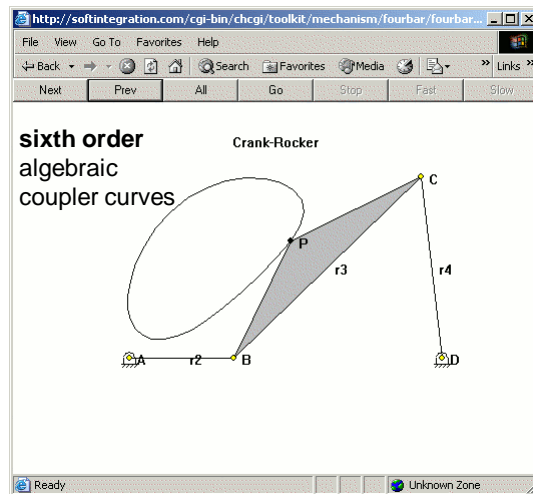 http://softintegration.com/cgi-bin/chcgi/toolkit/mechanism/fourbar/fourbar...
File View Go To Favorites Help
Back Search Favorites Media Links
Next Prev All Go Stop Fast Slow
sixth order
algebraic
coupler curves
Crank-Rocker
C
P
r3
r4
A r2 B D
Ready Unknown Zone